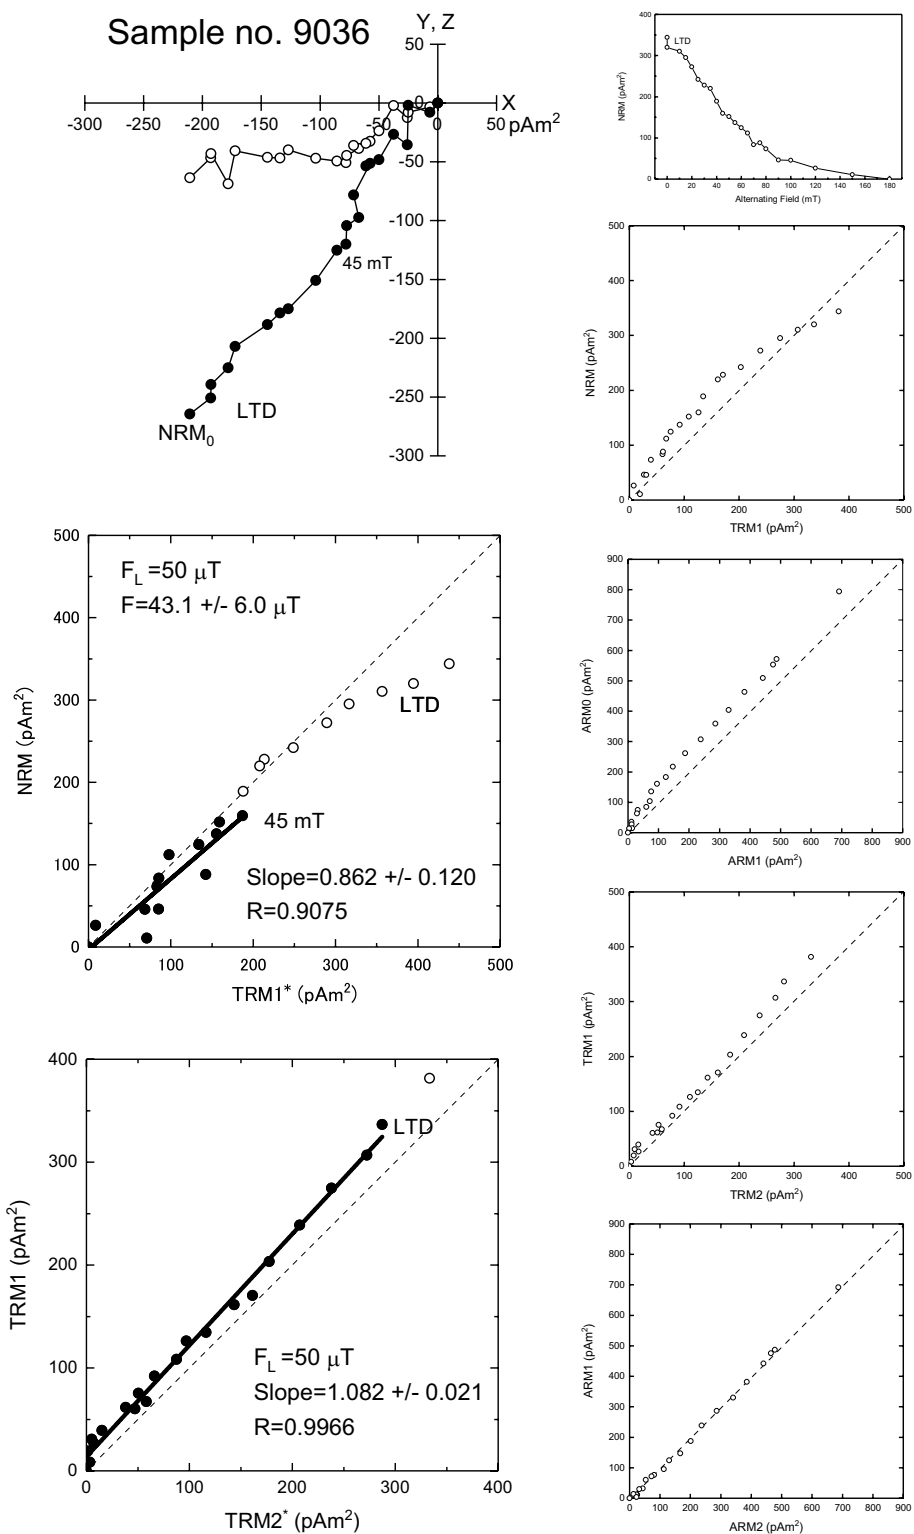 Sample no. 9036
Y, Z
50
0
X
-300 -250 -200 -150 -100 -50 0 50
pAm²
-50
-100
45 mT
-150
-200
-250
LTD
NRM₀
-300
400
300
200
100
0
NRM (pAm²)
LTD
0 20 40 60 80 100 120 140 160 180
Alternating Field (mT)
500
400
300
200
100
0
NRM (pAm²)
0 100 200 300 400 500
TRM1 (pAm²)
500
400
300
200
100
0
NRM (pAm²)
F_L =50 μT
F=43.1 +/- 6.0 μT
LTD
45 mT
Slope=0.862 +/- 0.120
R=0.9075
0 100 200 300 400 500
TRM1* (pAm²)
900
800
700
600
500
400
300
200
100
0
ARM0 (pAm²)
0 100 200 300 400 500 600 700 800 900
ARM1 (pAm²)
500
400
300
200
100
0
TRM1 (pAm²)
0 100 200 300 400 500
TRM2 (pAm²)
400
300
200
100
0
TRM1 (pAm²)
LTD
F_L =50 μT
Slope=1.082 +/- 0.021
R=0.9966
0 100 200 300 400
TRM2* (pAm²)
900
800
700
600
500
400
300
200
100
0
ARM1 (pAm²)
0 100 200 300 400 500 600 700 800 900
ARM2 (pAm²)